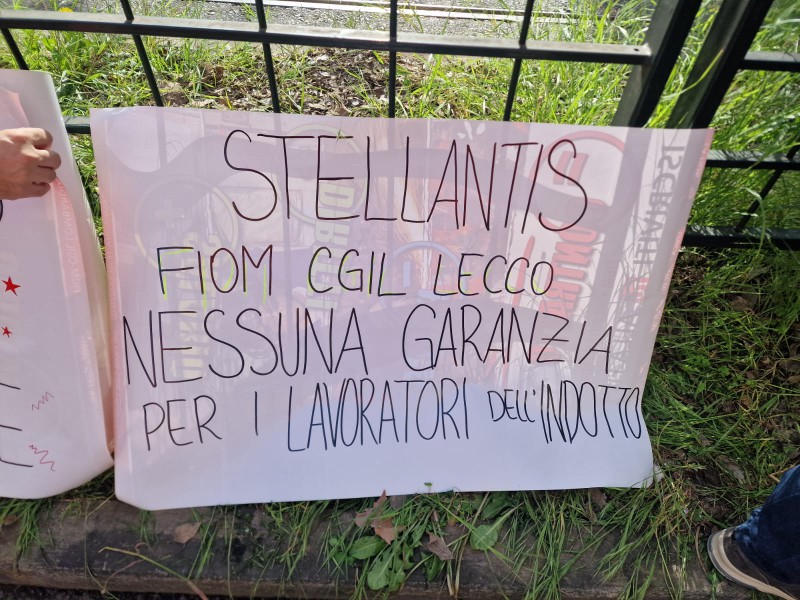 STELLANTIS
FIOM CGIL LECCO
NESSUNA GARANZIA
PER I LAVORATORI DELL'INDOTTO